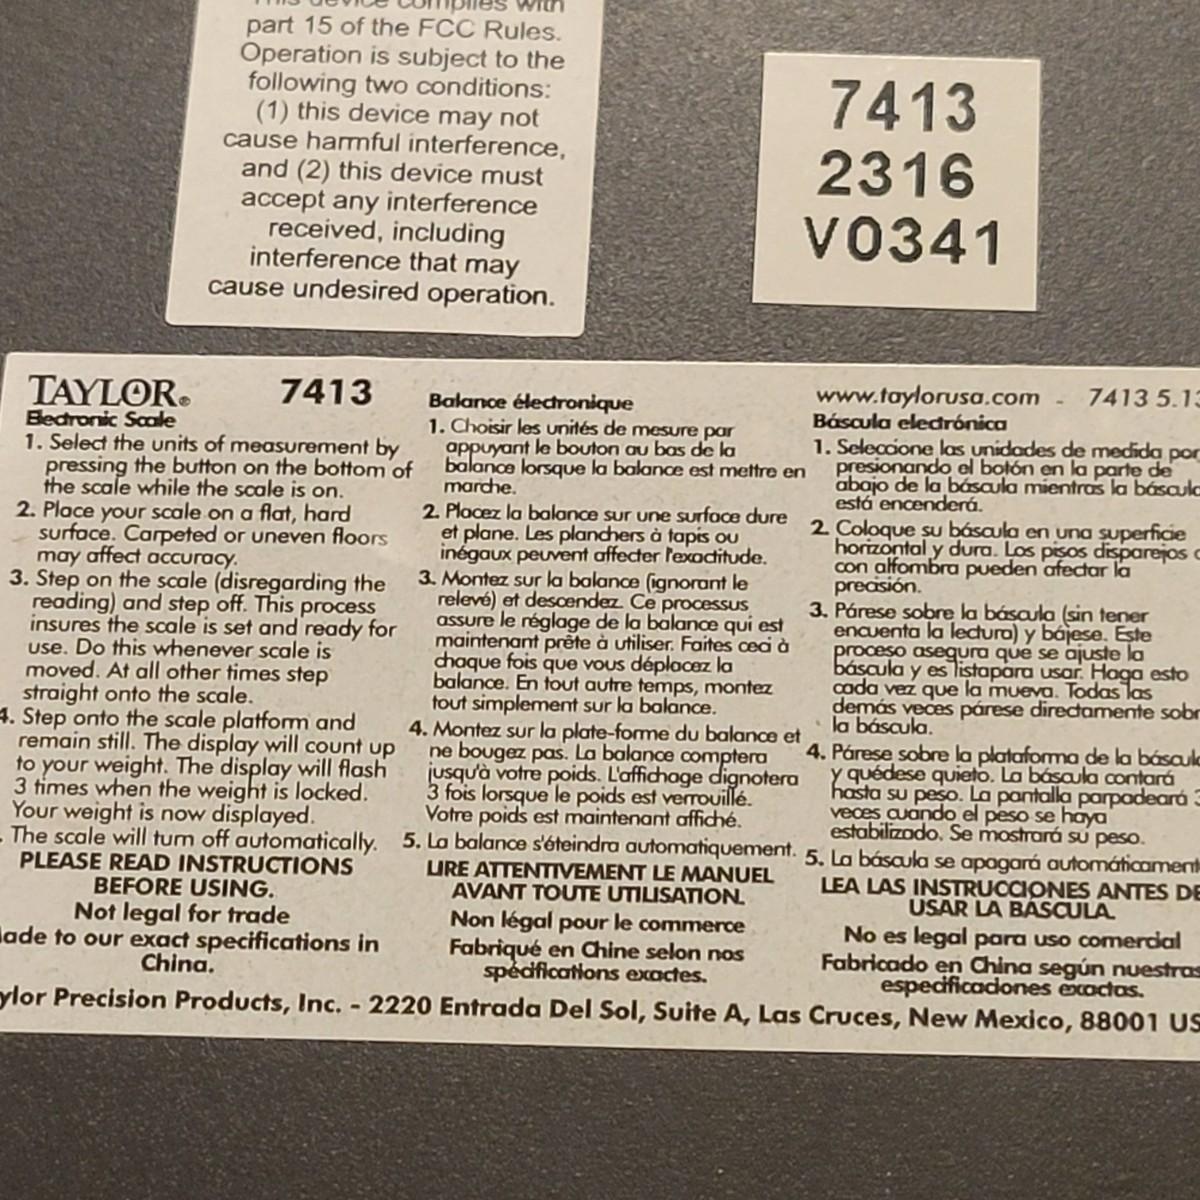 This device complies with
part 15 of the FCC Rules.
Operation is subject to the
following two conditions:
(1) this device may not
cause harmful interference,
and (2) this device must
accept any interference
received, including
interference that may
cause undesired operation.
7413
2316
V0341
TAYLOR® 7413
Electronic Scale
1. Select the units of measurement by
pressing the button on the bottom of
the scale while the scale is on.
2. Place your scale on a flat, hard
surface. Carpeted or uneven floors
may affect accuracy.
3. Step on the scale (disregarding the
reading) and step off. This process
insures the scale is set and ready for
use. Do this whenever scale is
moved. At all other times step
straight onto the scale.
4. Step onto the scale platform and
remain still. The display will count up
to your weight. The display will flash
3 times when the weight is locked.
Your weight is now displayed.
. The scale will turn off automatically.
PLEASE READ INSTRUCTIONS
BEFORE USING.
Not legal for trade
ade to our exact specifications in
China.
Balance électronique
1. Choisir les unités de mesure par
appuyant le bouton au bas de la
balance lorsque la balance est mettre en
marche.
2. Placez la balance sur une surface dure
et plane. Les planchers à tapis ou
inégaux peuvent affecter l'exactitude.
3. Montez sur la balance (ignorant le
relevé) et descendez. Ce processus
assure le réglage de la balance qui est
maintenant prête à utiliser. Faites ceci à
chaque fois que vous déplacez la
balance. En tout autre temps, montez
tout simplement sur la balance.
4. Montez sur la plate-forme du balance et
ne bougez pas. La balance comptera
jusqu'à votre poids. L'affichage clignotera
3 fois lorsque le poids est verrouillé.
Votre poids est maintenant affiché.
5. La balance s'éteindra automatiquement.
LIRE ATTENTIVEMENT LE MANUEL
AVANT TOUTE UTILISATION.
Non légal pour le commerce
Fabriqué en Chine selon nos
spécifications exactes.
www.taylorusa.com - 7413 5.13
Báscula electrónica
1. Seleccione las unidades de medida por
presionando el botón en la parte de
abajo de la báscula mientras la báscula
está encenderá.
2. Coloque su báscula en una superficie
horizontal y dura. Los pisos disparejos o
con alfombra pueden afectar la
precisión.
3. Párese sobre la báscula (sin tener
encuenta la lectura) y bájese. Este
proceso asegura que se ajuste la
báscula y es listapara usar. Haga esto
cada vez que la mueva. Todas las
demás veces párese directamente sobr
la báscula.
4. Párese sobre la plataforma de la báscula
y quédese quieto. La báscula contará
hasta su peso. La pantalla parpadeará 3
veces cuando el peso se haya
estabilizado. Se mostrará su peso.
5. La báscula se apagará automáticament
LEA LAS INSTRUCCIONES ANTES DE
USAR LA BÁSCULA.
No es legal para uso comercial
Fabricado en China según nuestras
especificaciones exactas.
ylor Precision Products, Inc. - 2220 Entrada Del Sol, Suite A, Las Cruces, New Mexico, 88001 US